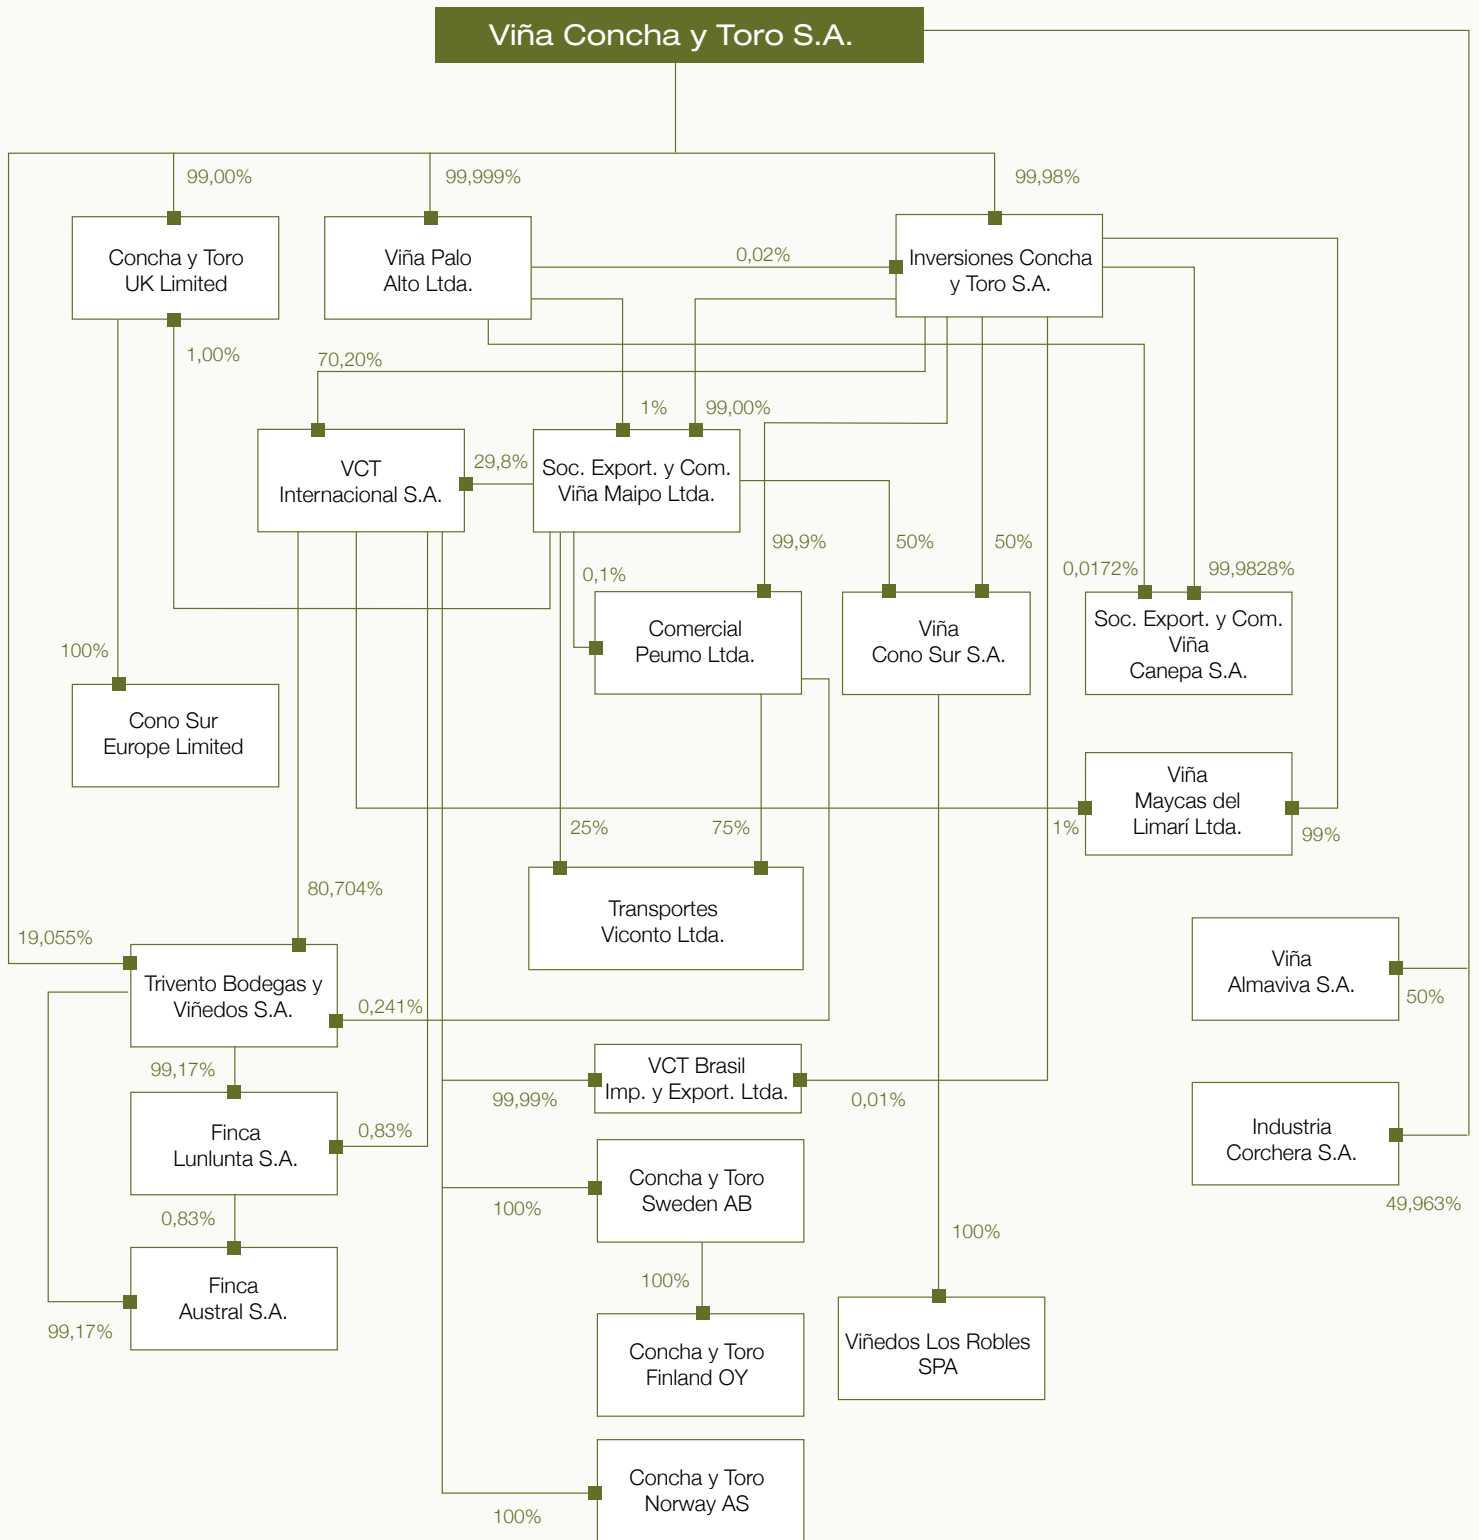 Viña Concha y Toro S.A.
99,00%
99,999%
99,98%
Concha y Toro
UK Limited
Viña Palo
Alto Ltda.
0,02%
Inversiones Concha
y Toro S.A.
1,00%
70,20%
1%
99,00%
VCT
Internacional S.A.
29,8%
Soc. Export. y Com.
Viña Maipo Ltda.
99,9%
50%
50%
0,0172%
99,9828%
0,1%
Comercial
Peumo Ltda.
Viña
Cono Sur S.A.
Soc. Export. y Com.
Viña
Canepa S.A.
100%
Cono Sur
Europe Limited
Viña
Maycas del
Limarí Ltda.
25%
75%
1%
99%
80,704%
Transportes
Viconto Ltda.
19,055%
Trivento Bodegas y
Viñedos S.A.
0,241%
Viña
Almaviva S.A.
50%
99,17%
VCT Brasil
Imp. y Export. Ltda.
99,99%
0,01%
Finca
Lunlunta S.A.
0,83%
Industria
Corchera S.A.
49,963%
Concha y Toro
Sweden AB
100%
0,83%
100%
100%
Finca
Austral S.A.
99,17%
Concha y Toro
Finland OY
Viñedos Los Robles
SPA
Concha y Toro
Norway AS
100%